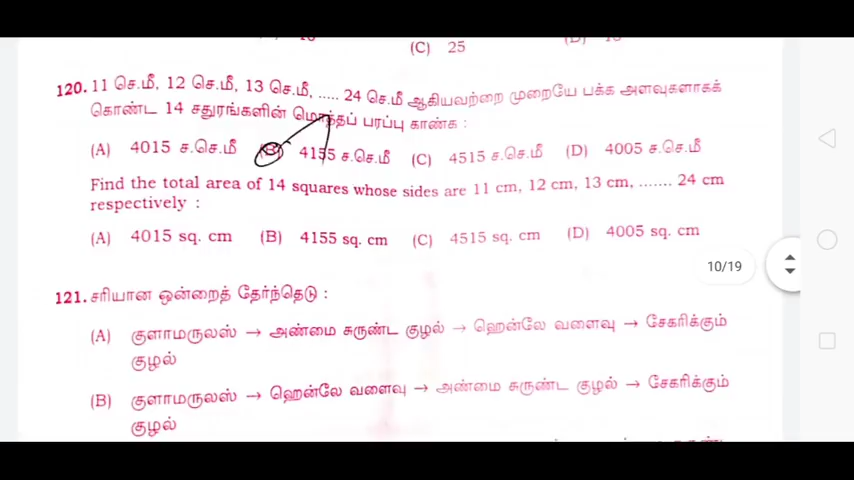 (C) 25
120. 11 செ.மீ, 12 செ.மீ, 13 செ.மீ, ..... 24 செ.மீ ஆகியவற்றை முறையே பக்க அளவுகளாகக்
கொண்ட 14 சதுரங்களின் மொத்தப் பரப்பு காண்க :
(A) 4015 ச.செ.மீ (B) 4155 ச.செ.மீ (C) 4515 ச.செ.மீ (D) 4005 ச.செ.மீ
Find the total area of 14 squares whose sides are 11 cm, 12 cm, 13 cm, ....... 24 cm
respectively :
(A) 4015 sq. cm (B) 4155 sq. cm (C) 4515 sq. cm (D) 4005 sq. cm
10/19
121. சரியான ஒன்றைத் தேர்ந்தெடு :
(A) குளாமருலஸ் → அண்மை சுருண்ட குழல் → ஹென்லே வளைவு → சேகரிக்கும்
குழல்
(B) குளாமருலஸ் → ஹென்லே வளைவு → அண்மை சுருண்ட குழல் → சேகரிக்கும்
குழல்